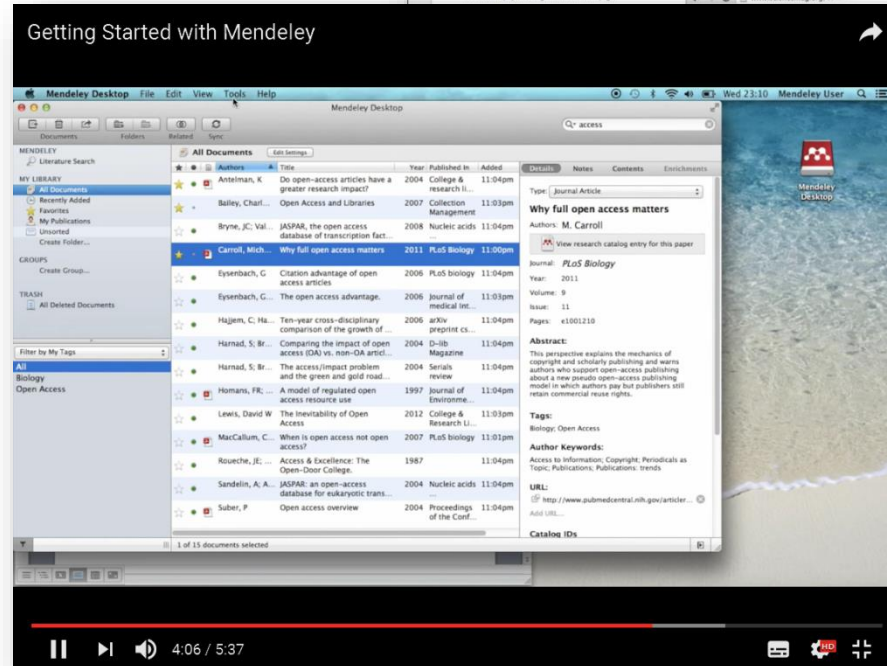 Getting Started with Mendeley
Mendeley Desktop File Edit View Tools Help
Wed 23:10 Mendeley User
Mendeley Desktop
Documents Folders Related Sync
access
MENDELEY
Literature Search
MY LIBRARY
All Documents
Recently Added
Favorites
My Publications
Unsorted
Create Folder...
GROUPS
Create Group...
TRASH
All Deleted Documents
Filter by My Tags
All
Biology
Open Access
All Documents Edit Settings
Authors Title Year Published In Added
Antelman, K Do open-access articles have a 2004 College & 11:04pm
greater research impact? research li...
Bailey, Charl... Open Access and Libraries 2007 Collection 11:03pm
Management
Bryne, JC; Val... JASPAR, the open access 2008 Nucleic acids 11:04pm
database of transcription fact... ...
Carroll, Mich... Why full open access matters 2011 PLoS Biology 11:00pm
Eysenbach, G Citation advantage of open 2006 PLoS biology 11:04pm
access articles
Eysenbach, G... The open access advantage. 2006 Journal of 11:03pm
medical Int...
Hajjem, C; Ha... Ten-year cross-disciplinary 2006 arXiv 11:04pm
comparison of the growth of ... preprint cs...
Harnad, S; Br... Comparing the impact of open 2004 D-lib 11:04pm
access (OA) vs. non-OA articl... Magazine
Harnad, S; Br... The access/impact problem 2004 Serials 11:04pm
and the green and gold road... review
Homans, FR; ... A model of regulated open 1997 Journal of 11:04pm
access resource use Environme...
Lewis, David W The Inevitability of Open 2012 College & 11:03pm
Access Research Li...
MacCallum, C... When is open access not open 2007 PLoS biology 11:01pm
access?
Roueche, JE; ... Access & Excellence: The 1987 11:04pm
Open-Door College.
Sandelin, A; A... JASPAR: an open-access 2004 Nucleic acids 11:04pm
database for eukaryotic trans... ...
Suber, P Open access overview 2004 Proceedings 11:04pm
of the Conf...
1 of 15 documents selected
Details Notes Contents Enrichments
Type: Journal Article
Why full open access matters
Authors: M. Carroll
View research catalog entry for this paper
Journal: PLoS Biology
Year: 2011
Volume: 9
Issue: 11
Pages: e1001210
Abstract:
This perspective explains the mechanics of
copyright and scholarly publishing and warns
authors who support open-access publishing
about a new pseudo open-access publishing
model in which authors pay but publishers still
retain commercial reuse rights.
Tags:
Biology; Open Access
Author Keywords:
Access to Information; Copyright; Periodicals as
Topic; Publications; Publications: trends
URL:
http://www.pubmedcentral.nih.gov/articler...
Add URL...
Catalog IDs
Mendeley
Desktop
4:06 / 5:37
HD